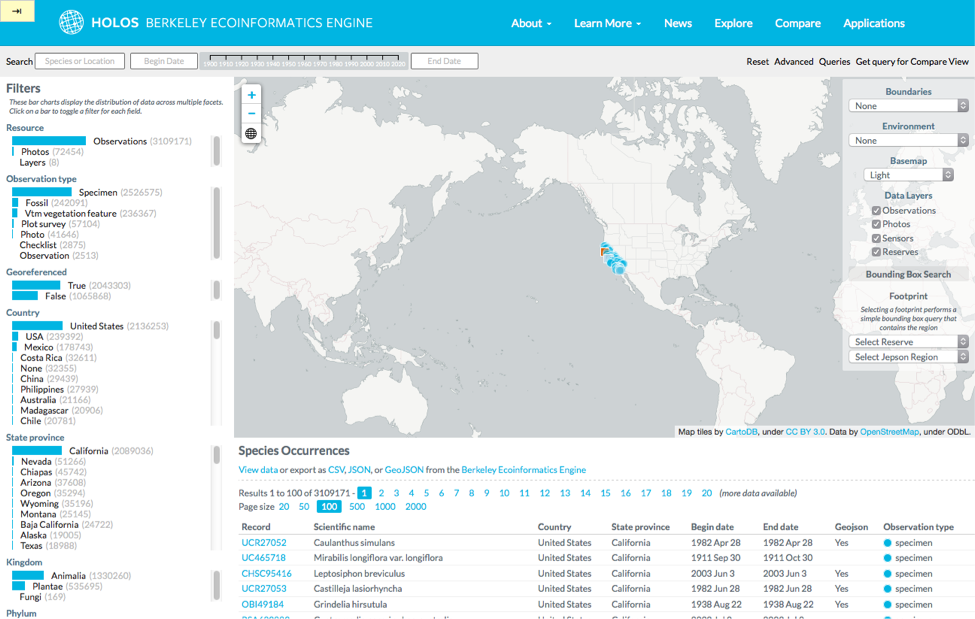 HOLOS BERKELEY ECOINFORMATICS ENGINE
About Learn More News Explore Compare Applications
Search Species or Location Begin Date 1900 1910 1920 1930 1940 1950 1960 1970 1980 1990 2000 2010 2020 End Date Reset Advanced Queries Get query for Compare View
Filters
These bar charts display the distribution of data across multiple facets.
Click on a bar to toggle a filter for each field.
Resource
Observations (3109171)
Photos (72454)
Layers (8)
Observation type
Specimen (2526575)
Fossil (242091)
Vtm vegetation feature (236367)
Plot survey (57104)
Photo (41646)
Checklist (2875)
Observation (2513)
Georeferenced
True (2043303)
False (1065868)
Country
United States (2136253)
USA (239392)
Mexico (178743)
Costa Rica (32611)
None (32355)
China (29439)
Philippines (27939)
Australia (21166)
Madagascar (20906)
Chile (20781)
State province
California (2089036)
Nevada (51266)
Chiapas (45742)
Arizona (37608)
Oregon (35294)
Wyoming (35196)
Montana (25145)
Baja California (24722)
Alaska (19005)
Texas (18988)
Kingdom
Animalia (1330260)
Plantae (535695)
Fungi (169)
Phylum
+
−
Boundaries
None
Environment
None
Basemap
Light
Data Layers
Observations
Photos
Sensors
Reserves
Bounding Box Search
Footprint
Selecting a footprint performs a
simple bounding box query that
contains the region
Select Reserve
Select Jepson Region
Map tiles by CartoDB, under CC BY 3.0. Data by OpenStreetMap, under ODbL.
Species Occurrences
View data or export as CSV, JSON, or GeoJSON from the Berkeley Ecoinformatics Engine
Results 1 to 100 of 3109171 - 1 2 3 4 5 6 7 8 9 10 11 12 13 14 15 16 17 18 19 20 (more data available)
Page size 20 50 100 500 1000 2000
Record Scientific name Country State province Begin date End date Geojson Observation type
UCR27052 Caulanthus simulans United States California 1982 Apr 28 1982 Apr 28 Yes specimen
UC465718 Mirabilis longiflora var. longiflora United States California 1911 Sep 30 1911 Oct 30 specimen
CHSC95416 Leptosiphon breviculus United States California 2003 Jun 3 2003 Jun 3 Yes specimen
UCR27053 Castilleja lasiorhyncha United States California 1982 Jun 28 1982 Jun 28 Yes specimen
OBI49184 Grindelia hirsutula United States California 1938 Aug 22 1938 Aug 22 Yes specimen